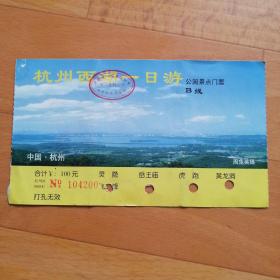 杭州西湖一日游
公园景点门票
B线
中国·杭州
合计￥：100元 灵隐 岳王庙 虎跑 黄龙洞
№ 104200
打孔无效